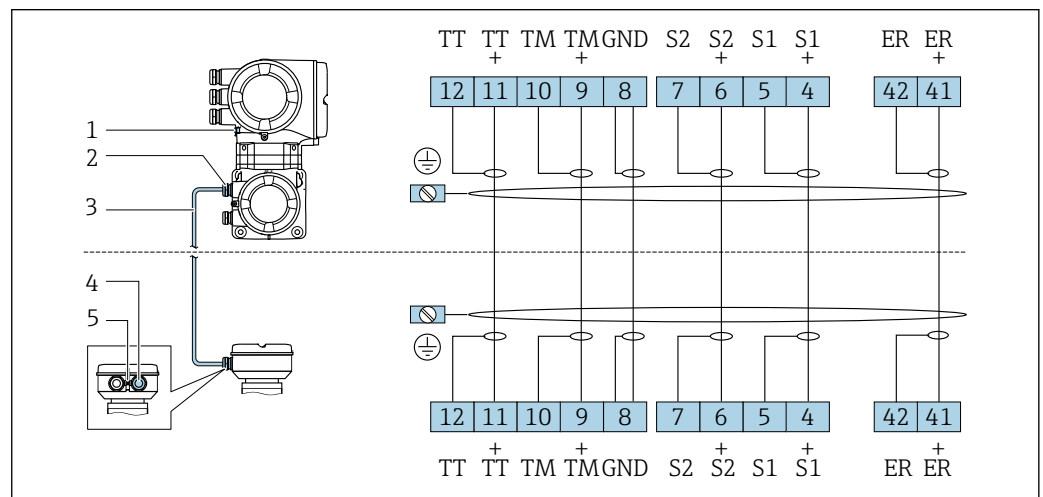 TT TT TM TM GND S2 S2 S1 S1 ER ER
+ + + + +
12 11 10 9 8 7 6 5 4 42 41
1
2
3
4
5
12 11 10 9 8 7 6 5 4 42 41
+ + + + +
TT TT TM TM GND S2 S2 S1 S1 ER ER